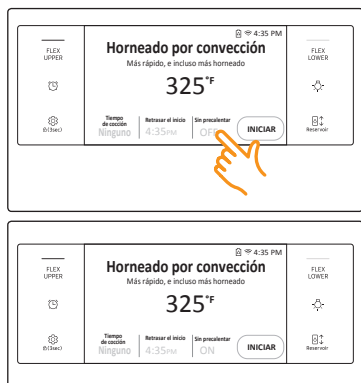 4:35 PM
FLEX
UPPER
Horneado por convección
FLEX
LOWER
Más rápido, e incluso más horneado
325°F
Tiempo
de cocción
Retrasar el inicio
Sin precalentar
Ninguno
4:35PM
OFF
INICIAR
(3sec)
Reservoir
4:35 PM
FLEX
UPPER
Horneado por convección
FLEX
LOWER
Más rápido, e incluso más horneado
325°F
Tiempo
de cocción
Retrasar el inicio
Sin precalentar
Ninguno
4:35PM
ON
INICIAR
(3sec)
Reservoir